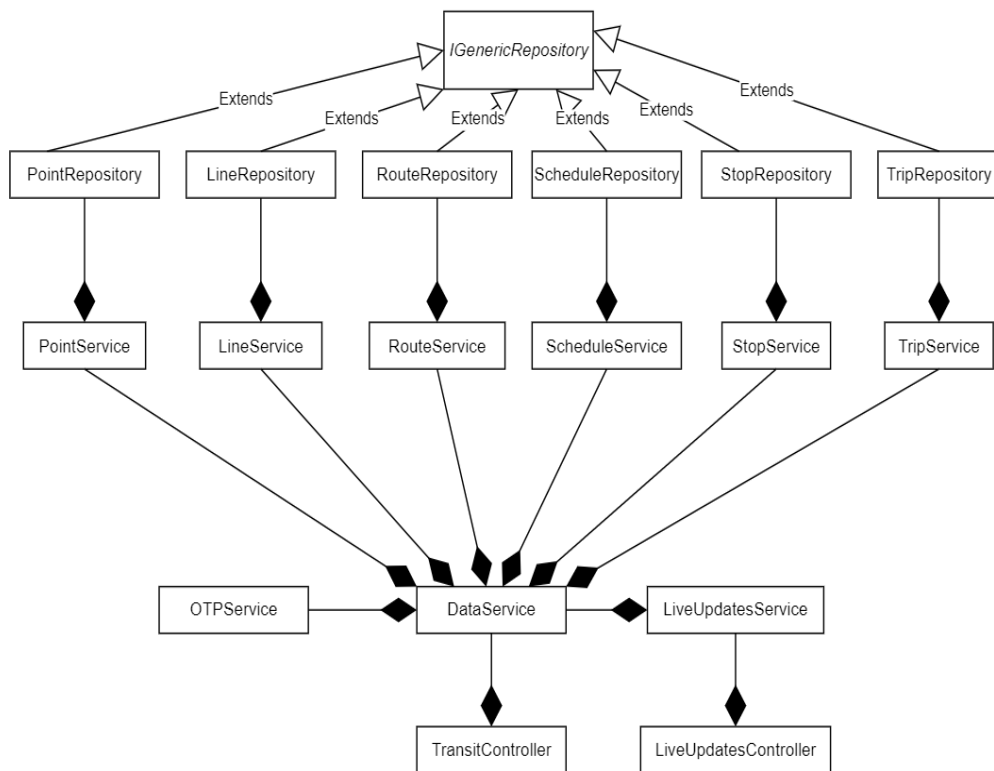 IGenericRepository
Extends
Extends
Extends
Extends
Extends
Extends
PointRepository
LineRepository
RouteRepository
ScheduleRepository
StopRepository
TripRepository
PointService
LineService
RouteService
ScheduleService
StopService
TripService
OTPService
DataService
LiveUpdatesService
TransitController
LiveUpdatesController